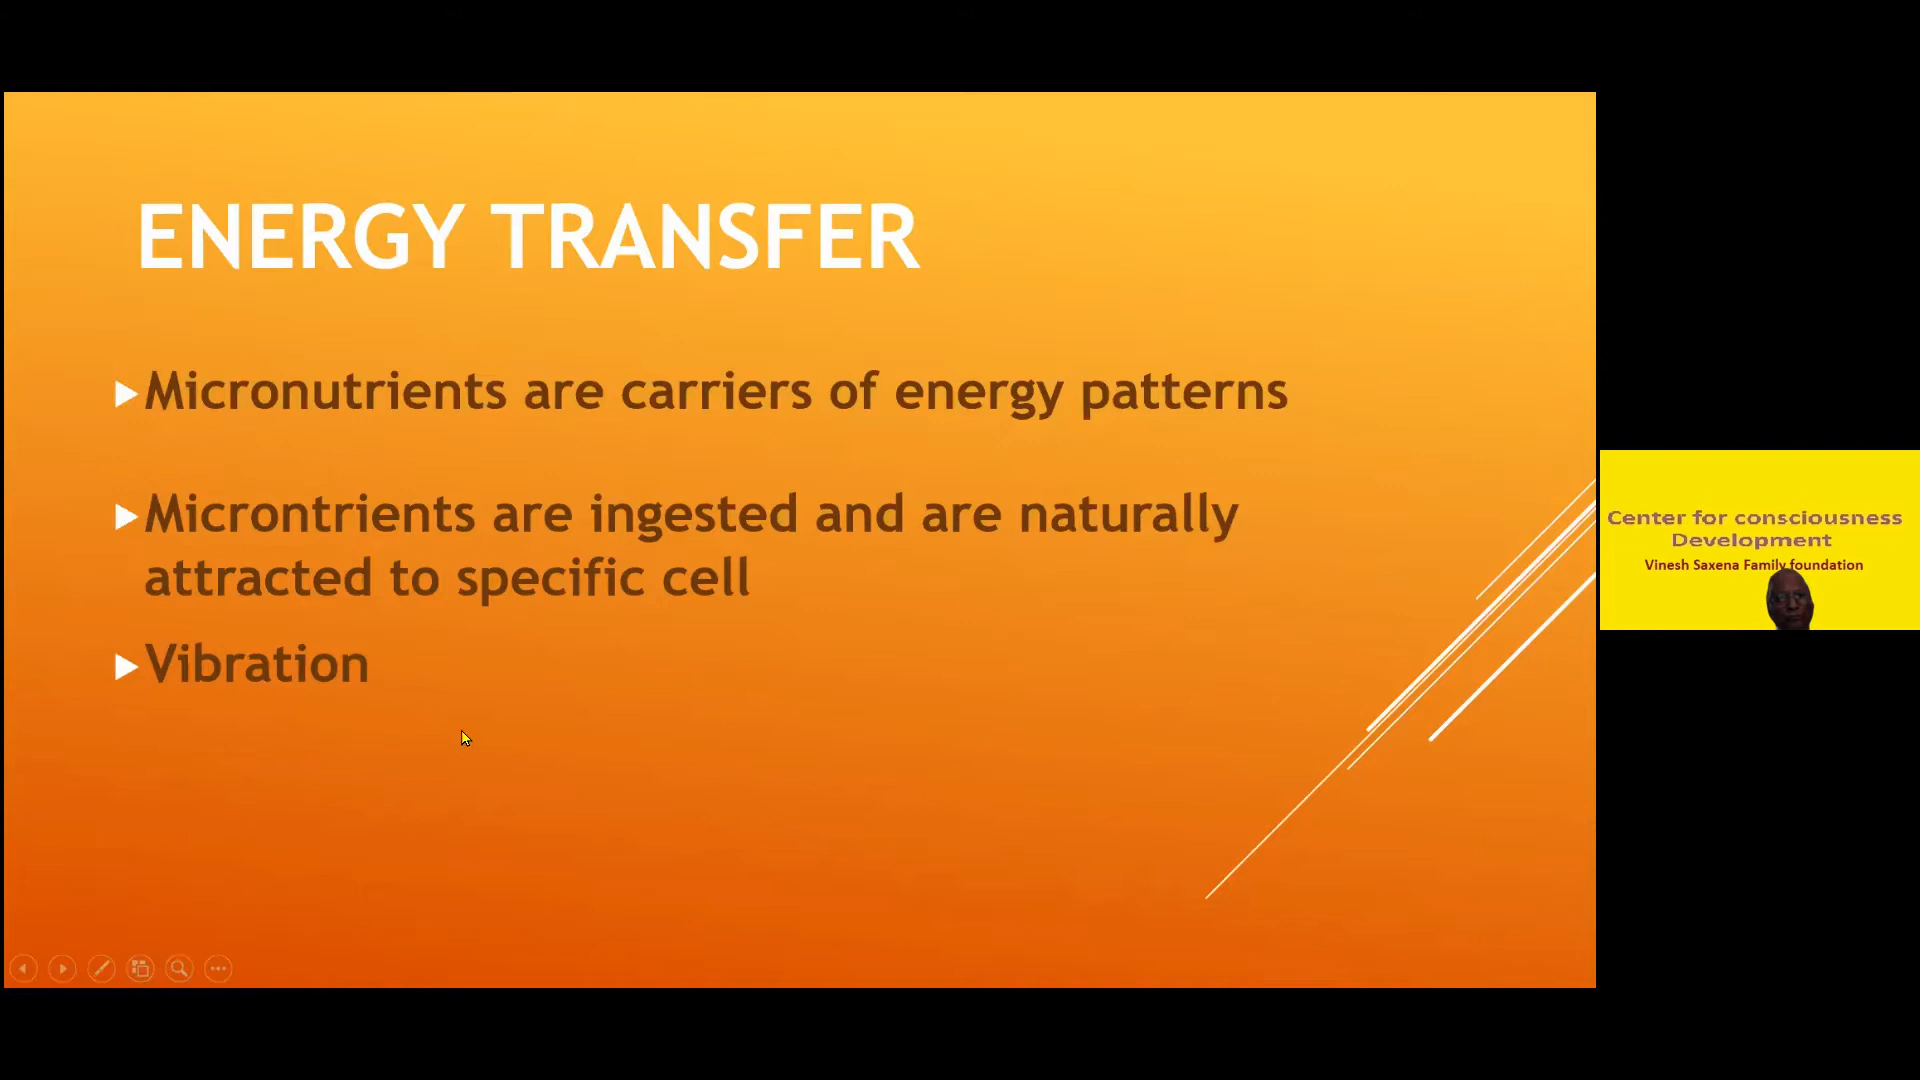 ENERGY TRANSFER
Micronutrients are carriers of energy patterns
Microntrients are ingested and are naturally
attracted to specific cell
Vibration
Center for consciousness
Development
Vinesh Saxena Family foundation